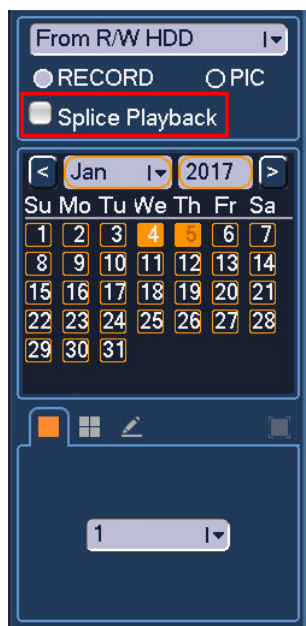 From R/W HDD
RECORD PIC
Splice Playback
< Jan 2017 >
Su Mo Tu We Th Fr Sa
1 2 3 4 5 6 7
8 9 10 11 12 13 14
15 16 17 18 19 20 21
22 23 24 25 26 27 28
29 30 31
1